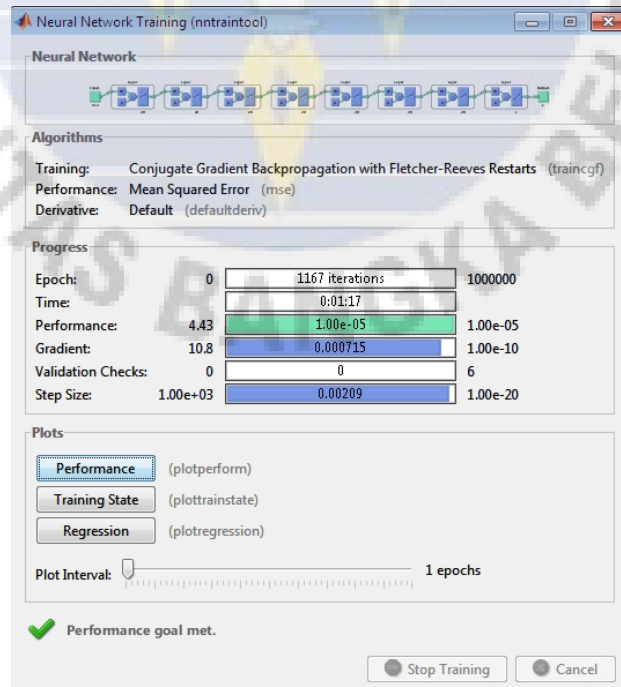 Neural Network Training (nntraintool)
Neural Network
Algorithms
Training: Conjugate Gradient Backpropagation with Fletcher-Reeves Restarts (traincgf)
Performance: Mean Squared Error (mse)
Derivative: Default (defaultderiv)
Progress
Epoch: 0 1167 iterations 1000000
Time: 0:01:17
Performance: 4.43 1.00e-05 1.00e-05
Gradient: 10.8 0.000715 1.00e-10
Validation Checks: 0 0 6
Step Size: 1.00e+03 0.00209 1.00e-20
Plots
Performance (plotperform)
Training State (plottrainstate)
Regression (plotregression)
Plot Interval: 1 epochs
Performance goal met.
Stop Training Cancel
BANGKA